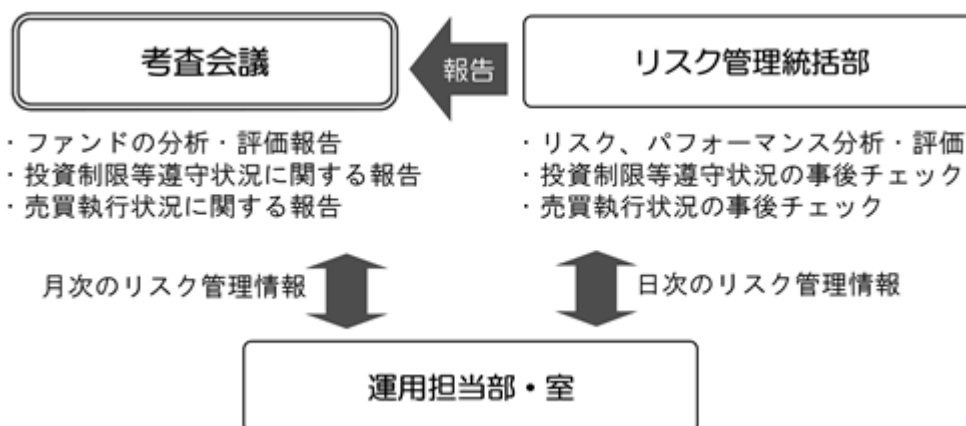 考査会議
報告
リスク管理統括部
・ファンドの分析・評価報告
・投資制限等遵守状況に関する報告
・売買執行状況に関する報告
・リスク、パフォーマンス分析・評価
・投資制限等遵守状況の事後チェック
・売買執行状況の事後チェック
月次のリスク管理情報
日次のリスク管理情報
運用担当部・室